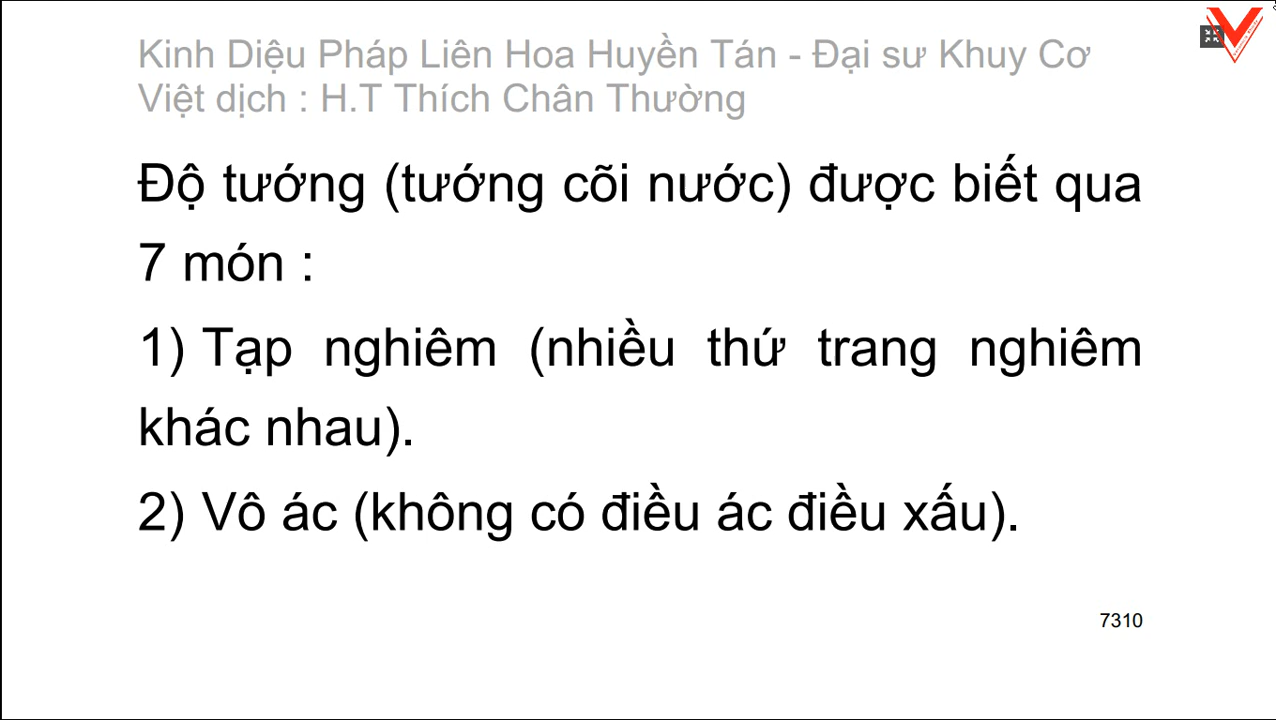 Kinh Diệu Pháp Liên Hoa Huyền Tán - Đại sư Khuy Cơ
Việt dịch : H.T Thích Chân Thường
Độ tướng (tướng cõi nước) được biết qua
7 món :
1) Tạp nghiêm (nhiều thứ trang nghiêm
khác nhau).
2) Vô ác (không có điều ác điều xấu).
7310